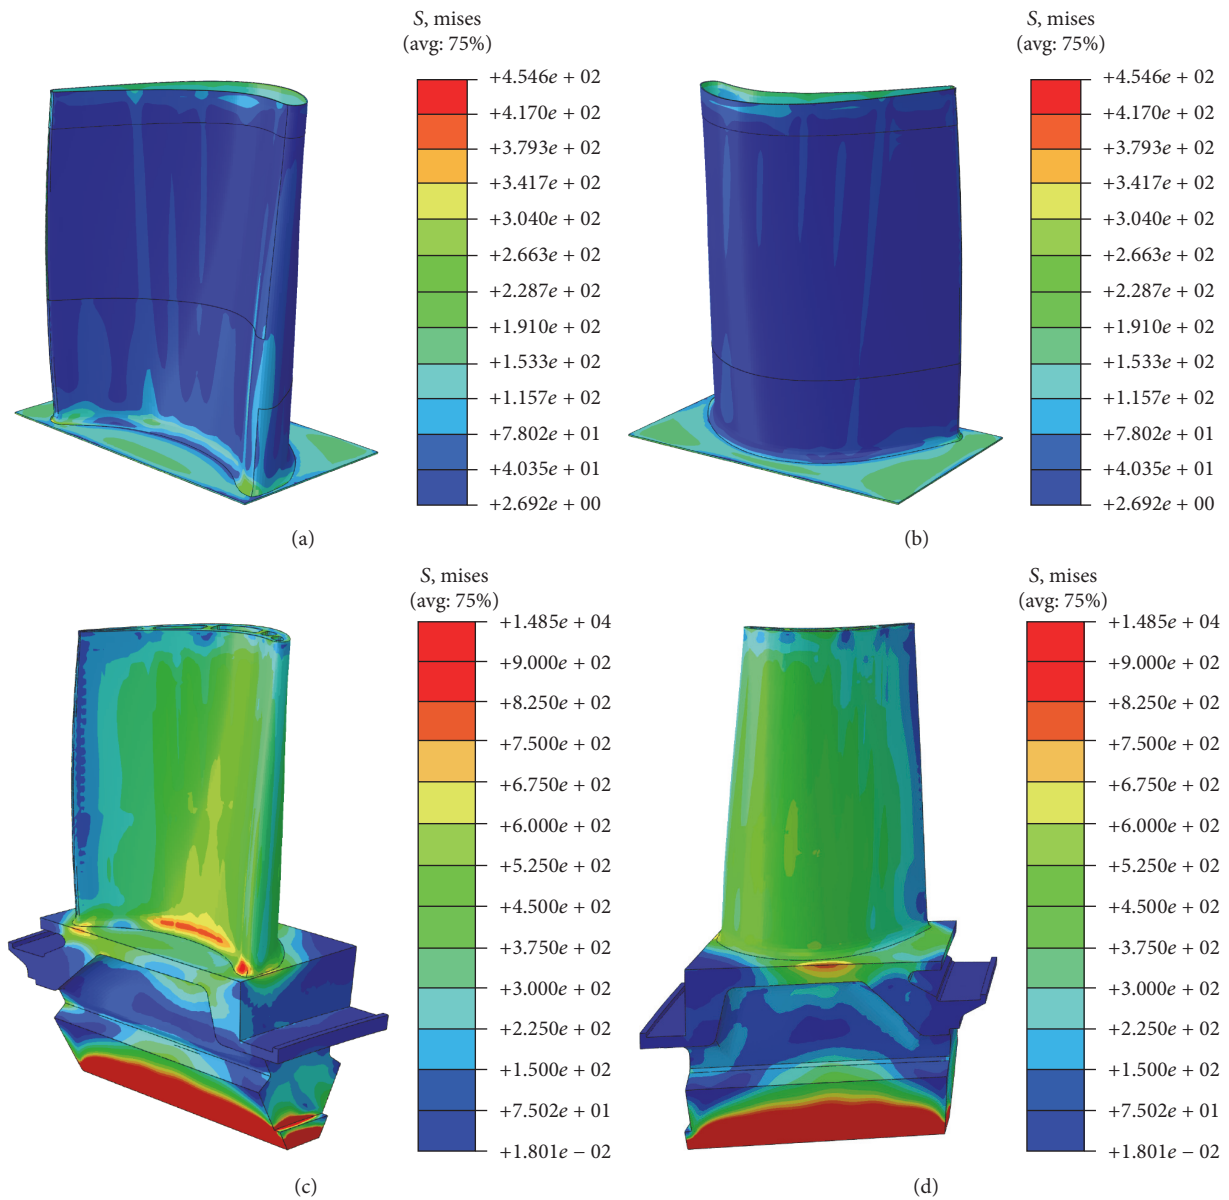 S, mises
(avg: 75%)
+4.546e + 02
+4.170e + 02
+3.793e + 02
+3.417e + 02
+3.040e + 02
+2.663e + 02
+2.287e + 02
+1.910e + 02
+1.533e + 02
+1.157e + 02
+7.802e + 01
+4.035e + 01
+2.692e + 00
(a)
S, mises
(avg: 75%)
+4.546e + 02
+4.170e + 02
+3.793e + 02
+3.417e + 02
+3.040e + 02
+2.663e + 02
+2.287e + 02
+1.910e + 02
+1.533e + 02
+1.157e + 02
+7.802e + 01
+4.035e + 01
+2.692e + 00
(b)
S, mises
(avg: 75%)
+1.485e + 04
+9.000e + 02
+8.250e + 02
+7.500e + 02
+6.750e + 02
+6.000e + 02
+5.250e + 02
+4.500e + 02
+3.750e + 02
+3.000e + 02
+2.250e + 02
+1.500e + 02
+7.502e + 01
+1.801e − 02
(c)
S, mises
(avg: 75%)
+1.485e + 04
+9.000e + 02
+8.250e + 02
+7.500e + 02
+6.750e + 02
+6.000e + 02
+5.250e + 02
+4.500e + 02
+3.750e + 02
+3.000e + 02
+2.250e + 02
+1.500e + 02
+7.502e + 01
+1.801e − 02
(d)